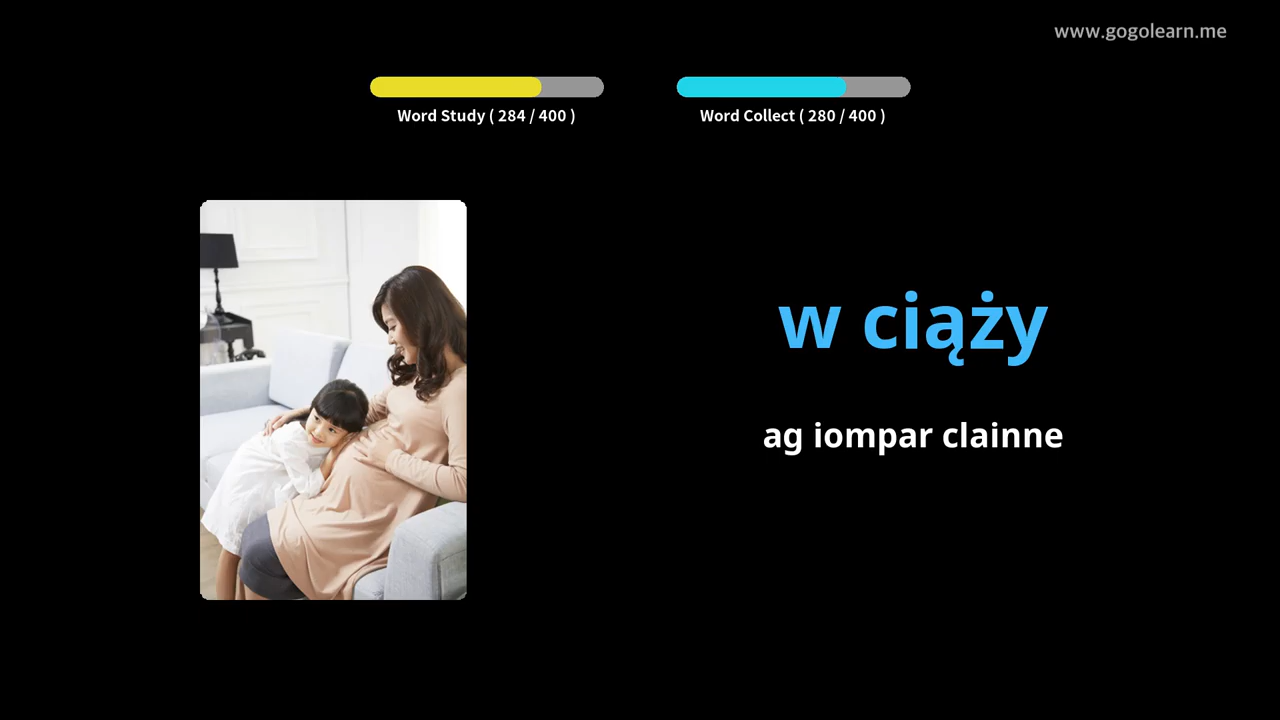 www.gogolearn.me
Word Study ( 284 / 400 )
Word Collect ( 280 / 400 )
w ciąży
ag iompar clainne